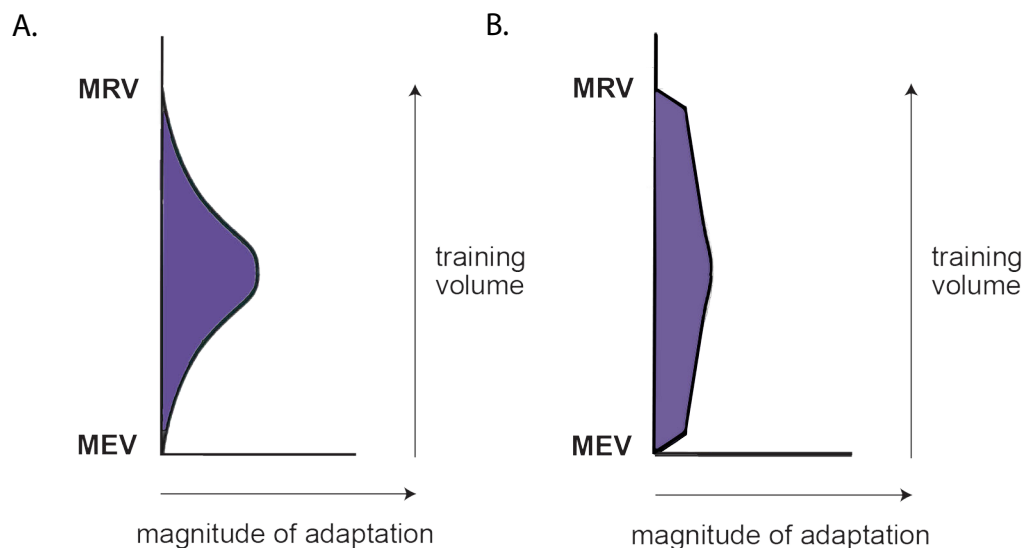 A.
MRV
training
volume
MEV
magnitude of adaptation
B.
MRV
training
volume
MEV
magnitude of adaptation